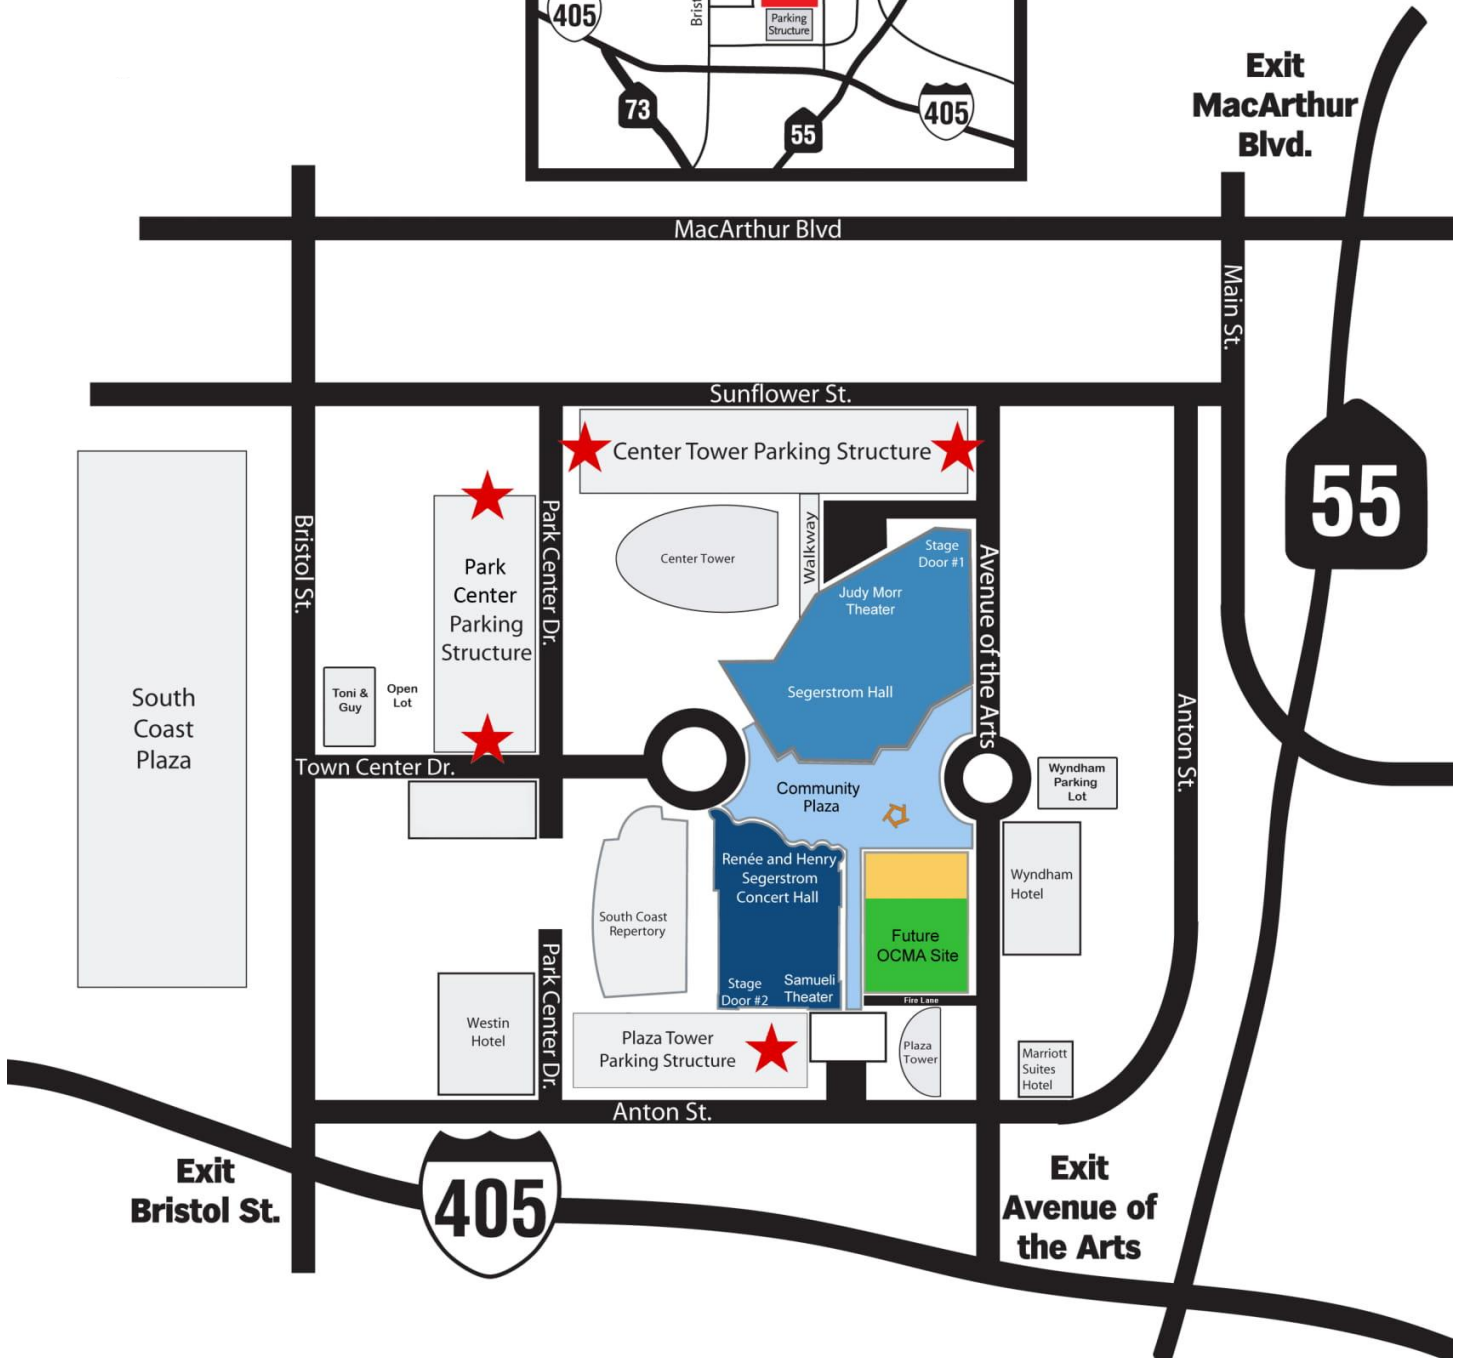 405
Parking
Structure
73
55
405
Exit
MacArthur
Blvd.
MacArthur Blvd
Main St.
Sunflower St.
Center Tower Parking Structure
55
Bristol St.
Park Center Dr.
Walkway
Center Tower
Stage
Door #1
Judy Morr
Theater
Avenue of the Arts
Park
Center
Parking
Structure
South
Coast
Plaza
Toni &
Guy
Open
Lot
Segerstrom Hall
Anton St.
Town Center Dr.
Community
Plaza
Wyndham
Parking
Lot
Renée and Henry
Segerstrom
Concert Hall
Wyndham
Hotel
South Coast
Repertory
Future
OCMA Site
Stage
Door #2
Samueli
Theater
Fire Lane
Park Center Dr.
Westin
Hotel
Plaza Tower
Parking Structure
Plaza
Tower
Marriott
Suites
Hotel
Anton St.
Exit
Bristol St.
405
Exit
Avenue of
the Arts